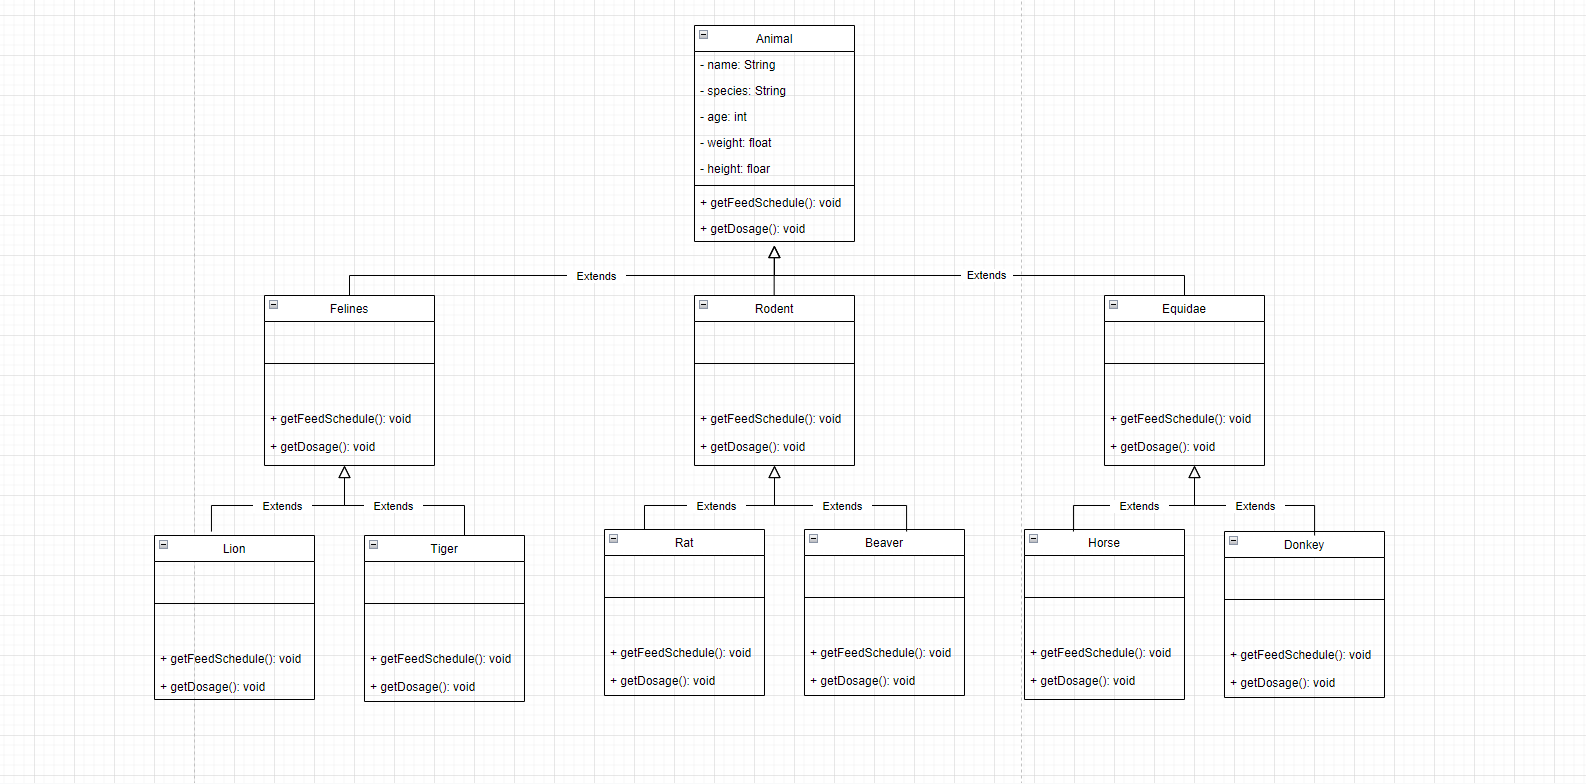 Animal
- name: String
- species: String
- age: int
- weight: float
- height: floar
+ getFeedSchedule(): void
+ getDosage(): void
Extends
Extends
Felines
+ getFeedSchedule(): void
+ getDosage(): void
Rodent
+ getFeedSchedule(): void
+ getDosage(): void
Equidae
+ getFeedSchedule(): void
+ getDosage(): void
Extends
Extends
Extends
Extends
Extends
Extends
Lion
+ getFeedSchedule(): void
+ getDosage(): void
Tiger
+ getFeedSchedule(): void
+ getDosage(): void
Rat
+ getFeedSchedule(): void
+ getDosage(): void
Beaver
+ getFeedSchedule(): void
+ getDosage(): void
Horse
+ getFeedSchedule(): void
+ getDosage(): void
Donkey
+ getFeedSchedule(): void
+ getDosage(): void